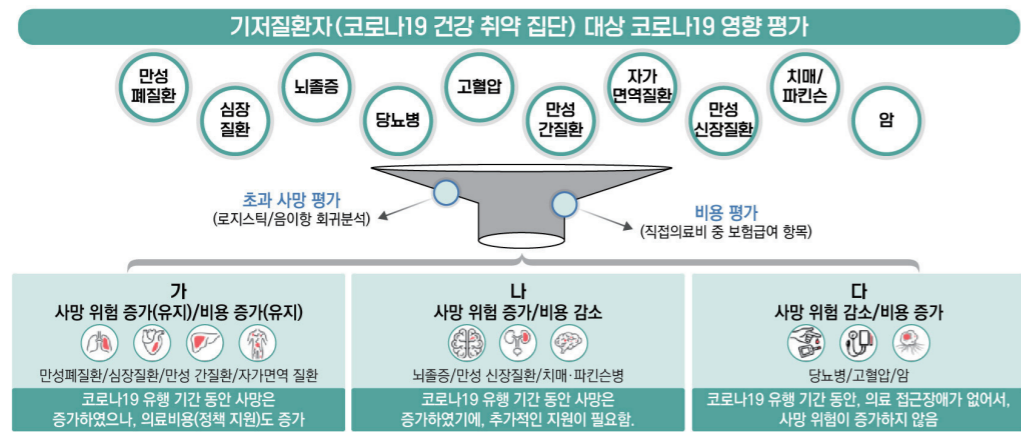 기저질환자(코로나19 건강 취약 집단) 대상 코로나19 영향 평가
만성
폐질환
심장
질환
뇌졸증
당뇨병
고혈압
만성
간질환
자가
면역질환
만성
신장질환
치매/
파킨슨
암
초과 사망 평가
(로지스틱/음이항 회귀분석)
비용 평가
(직접의료비 중 보험급여 항목)
가
사망 위험 증가(유지)/비용 증가(유지)
만성폐질환/심장질환/만성 간질환/자가면역 질환
코로나19 유행 기간 동안 사망은
증가하였으나, 의료비용(정책 지원)도 증가
나
사망 위험 증가/비용 감소
뇌졸증/만성 신장질환/치매·파킨슨병
코로나19 유행 기간 동안 사망은
증가하였기에, 추가적인 지원이 필요함.
다
사망 위험 감소/비용 증가
당뇨병/고혈압/암
코로나19 유행 기간 동안, 의료 접근장애가 없어서,
사망 위험이 증가하지 않음